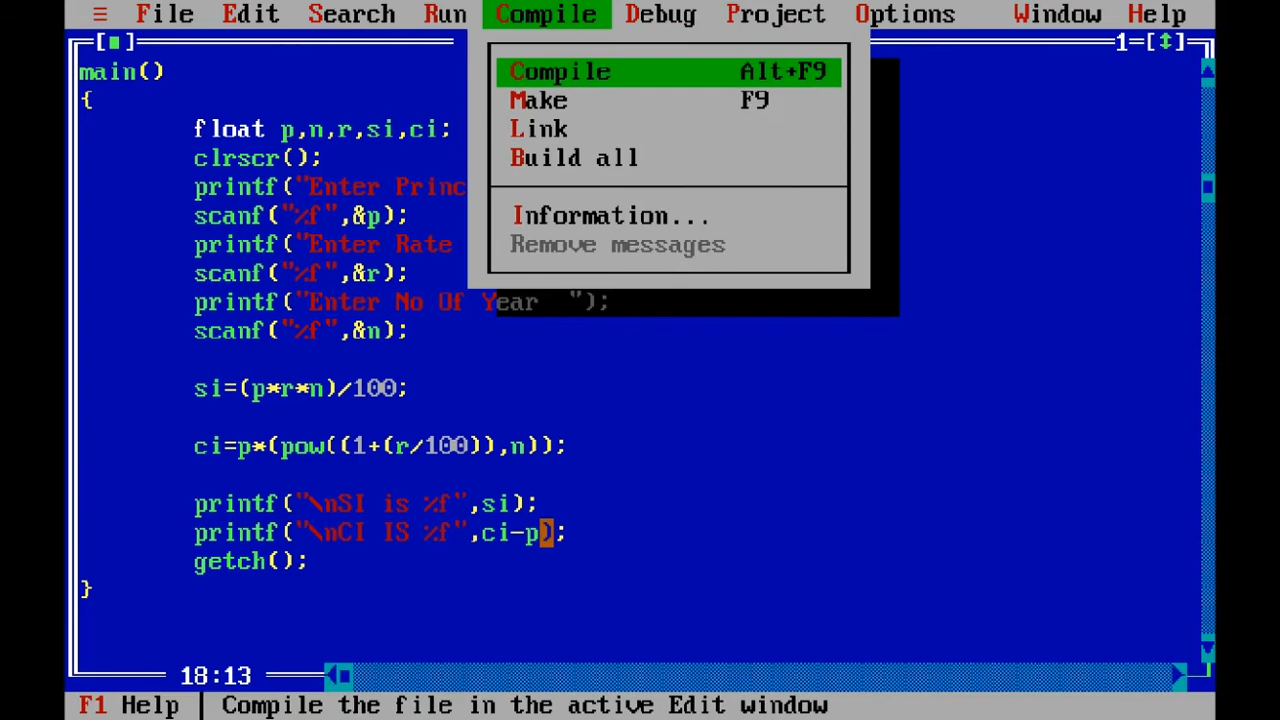 ≡ File Edit Search Run Compile Debug Project Options Window Help
[■] 1=[↕]
Compile Alt+F9
Make F9
Link
Build all
Information...
Remove messages
main()
{
float p,n,r,si,ci;
clrscr();
printf("Enter Princ
scanf("%f",&p);
printf("Enter Rate
scanf("%f",&r);
printf("Enter No Of Year  ");
scanf("%f",&n);
si=(p*r*n)/100;
ci=p*(pow((1+(r/100)),n));
printf("\nSI is %f",si);
printf("\nCI IS %f",ci-p);
getch();
}
18:13
F1 Help | Compile the file in the active Edit window